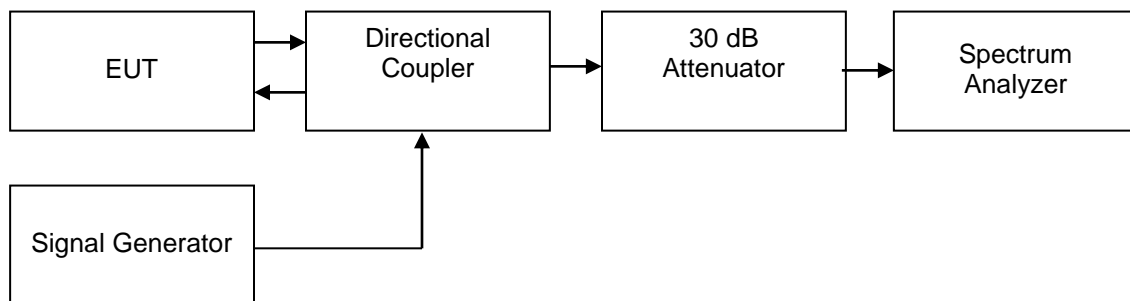 EUT
Directional
Coupler
30 dB
Attenuator
Spectrum
Analyzer
Signal Generator